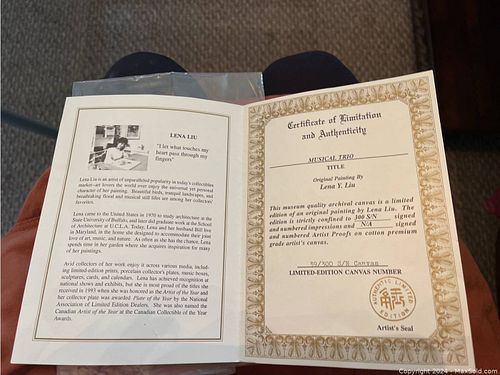 LENA LIU
"I let what touches my
heart pass through my
fingers"
Lena Liu is an artist of unparalleled popularity in today's collectibles
market—art lovers the world over enjoy the universal yet personal
character of her painting. Beautiful birds, tranquil landscapes, and
breathtaking floral and musical still lifes are among her collectors'
favorites.
Lena came to the United States in 1970 to study architecture at the
State University of Buffalo, and later did graduate work at the School
of Architecture at U.C.L.A. Today, Lena and her husband Bill live
in Maryland, in the home she designed to accommodate their joint
love of art, music, and nature. As often as she has the chance, Lena
spends time in her garden where she acquires inspiration for many
of her paintings.
Avid collectors of her work enjoy it across various media, includ-
ing limited-edition prints, porcelain collector's plates, music boxes,
sculptures, cards, and calendars. Lena has achieved recognition at
national shows and exhibits, but she is most proud of the titles she
received in 1993 when she was honored as the Artist of the Year and
her collector plate was awarded Plate of the Year by the National
Association of Limited Edition Dealers. She was also named the
Canadian Artist of the Year at the Canadian Collectible of the Year
Awards.
Certificate of Limitation
and Authenticity
MUSICAL TRIO
TITLE
Original Painting By
Lena Y. Liu
This museum quality archival canvas is a limited
edition of an original painting by Lena Liu. The
edition is strictly confined to 300 S/N signed
and numbered impressions and N/A signed
and numbered Artist Proofs on cotton premium
grade artist's canvas.
59/300 S/N Canvas
LIMITED-EDITION CANVAS NUMBER
AUTHENTIC LIMITED
EDITION
Artist's Seal
Copyright 2024 - MaxSold.com